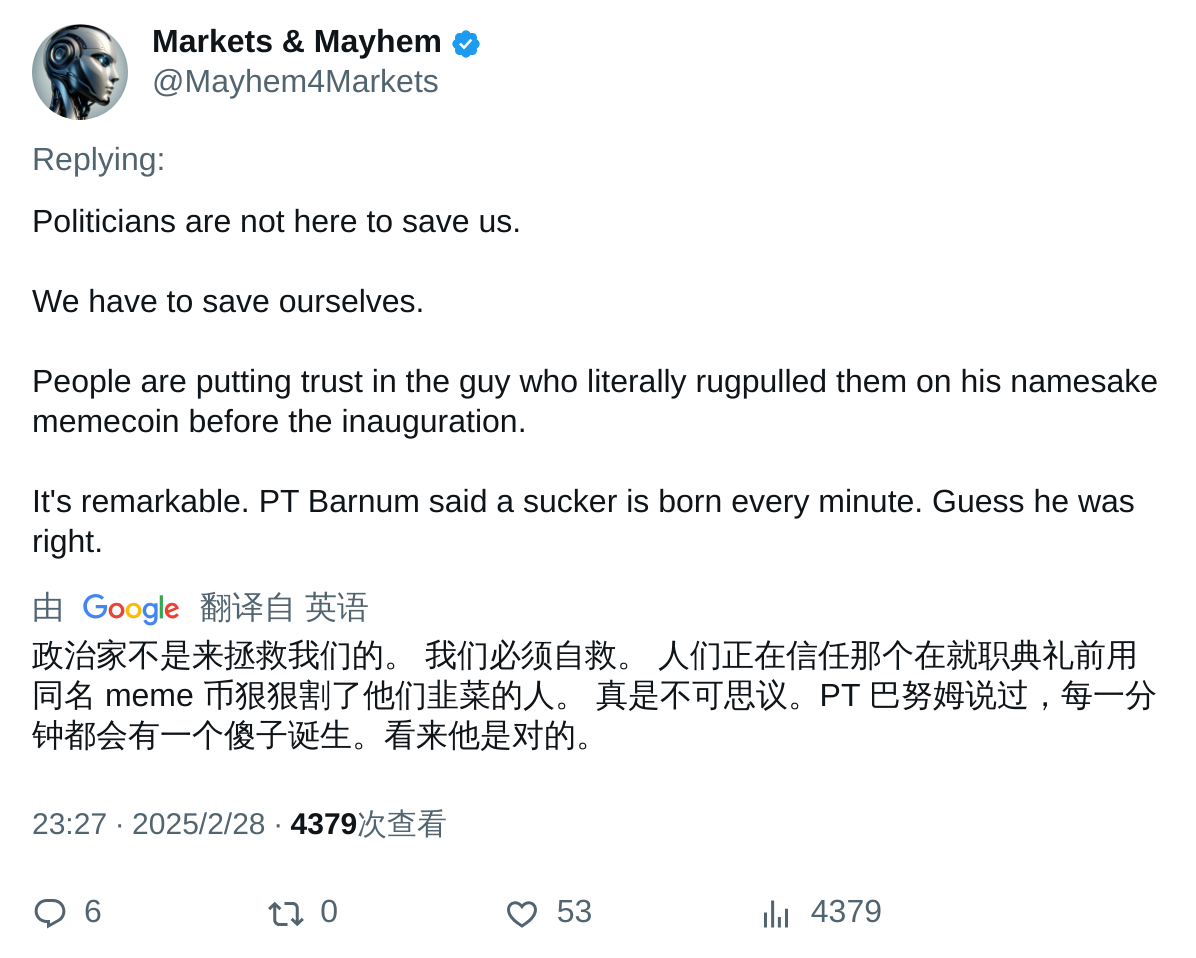 Markets & Mayhem
@Mayhem4Markets
Replying:
Politicians are not here to save us.
We have to save ourselves.
People are putting trust in the guy who literally rugpulled them on his namesake
memecoin before the inauguration.
It's remarkable. PT Barnum said a sucker is born every minute. Guess he was
right.
由 Google 翻译自 英语
政治家不是来拯救我们的。 我们必须自救。 人们正在信任那个在就职典礼前用
同名 meme 币狠狠割了他们韭菜的人。 真是不可思议。PT 巴努姆说过，每一分
钟都会有一个傻子诞生。看来他是对的。
23:27 · 2025/2/28 · 4379次查看
6 0 53 4379